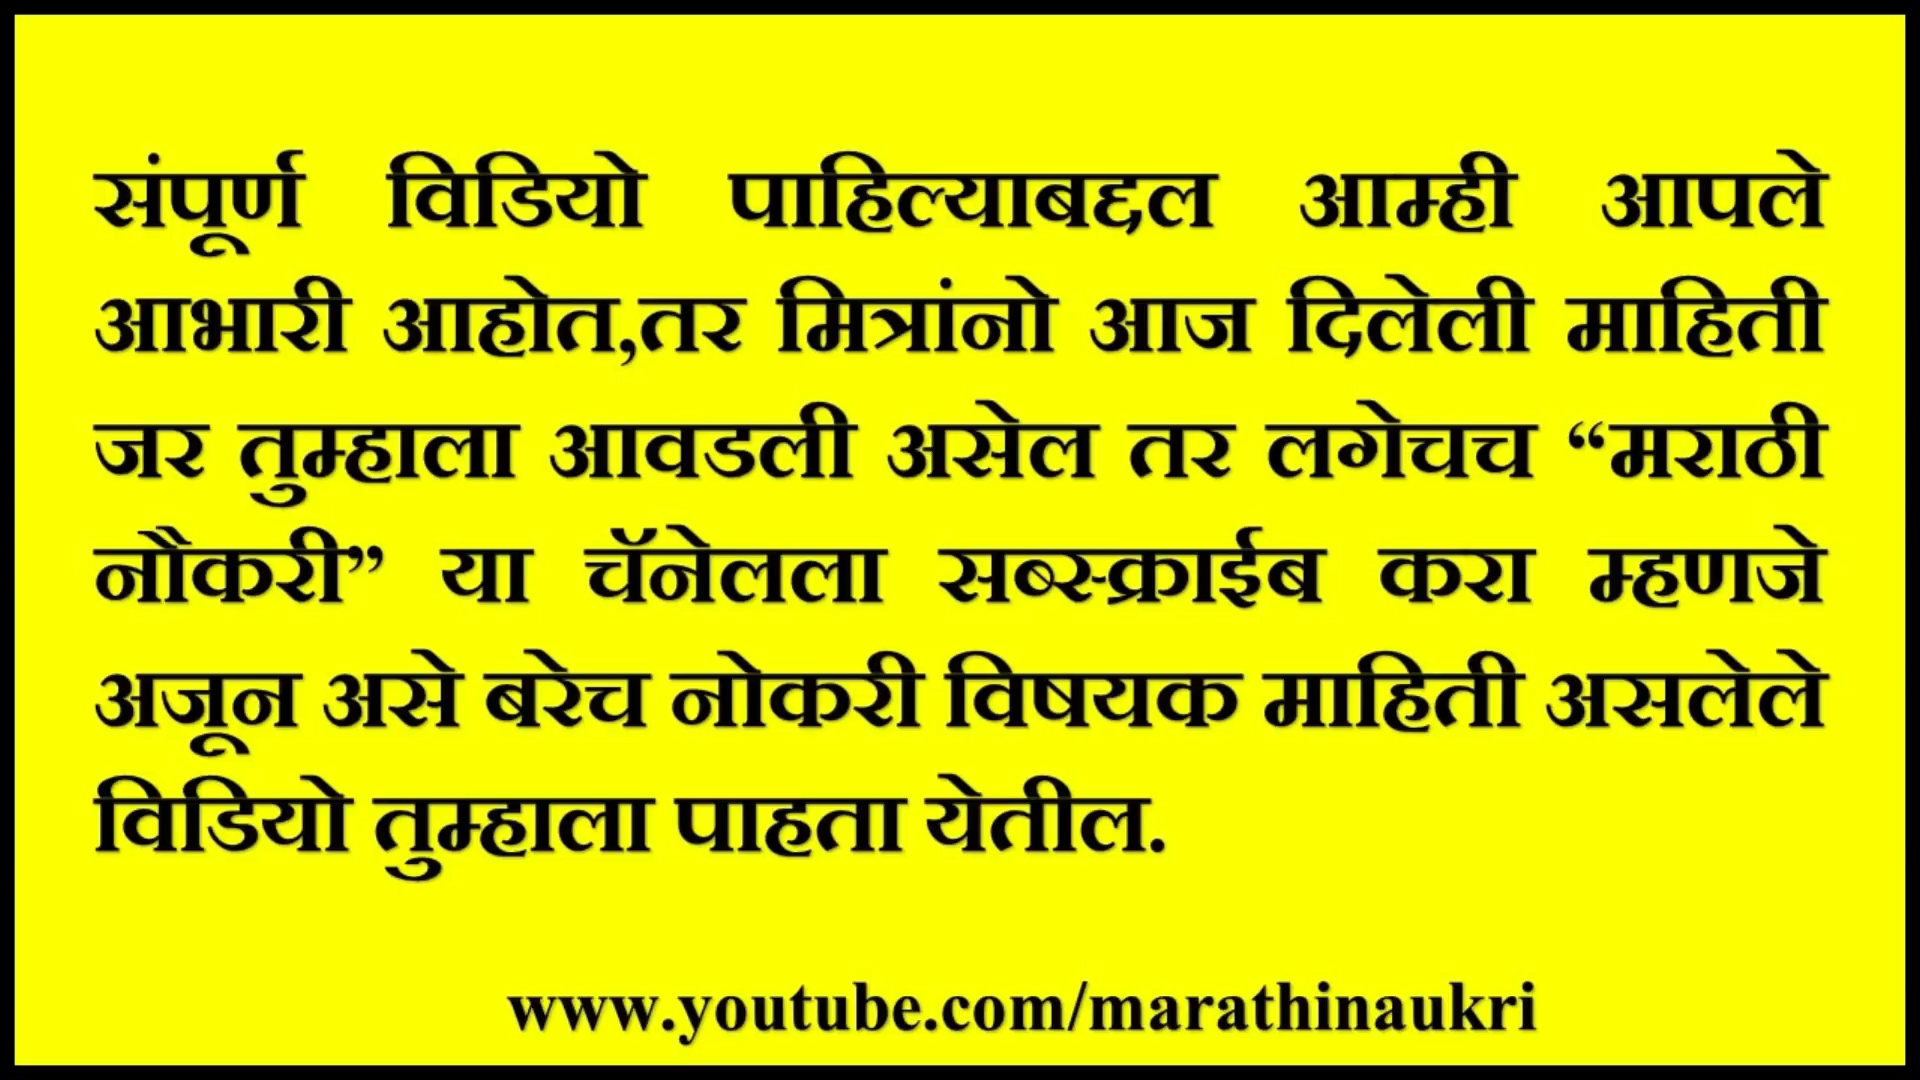 संपूर्ण विडियो पाहिल्याबद्दल आम्ही आपले
आभारी आहोत,तर मित्रांनो आज दिलेली माहिती
जर तुम्हाला आवडली असेल तर लगेचच “मराठी
नौकरी” या चॅनेलला सब्स्क्राईब करा म्हणजे
अजून असे बरेच नोकरी विषयक माहिती असलेले
विडियो तुम्हाला पाहता येतील.
www.youtube.com/marathinaukri